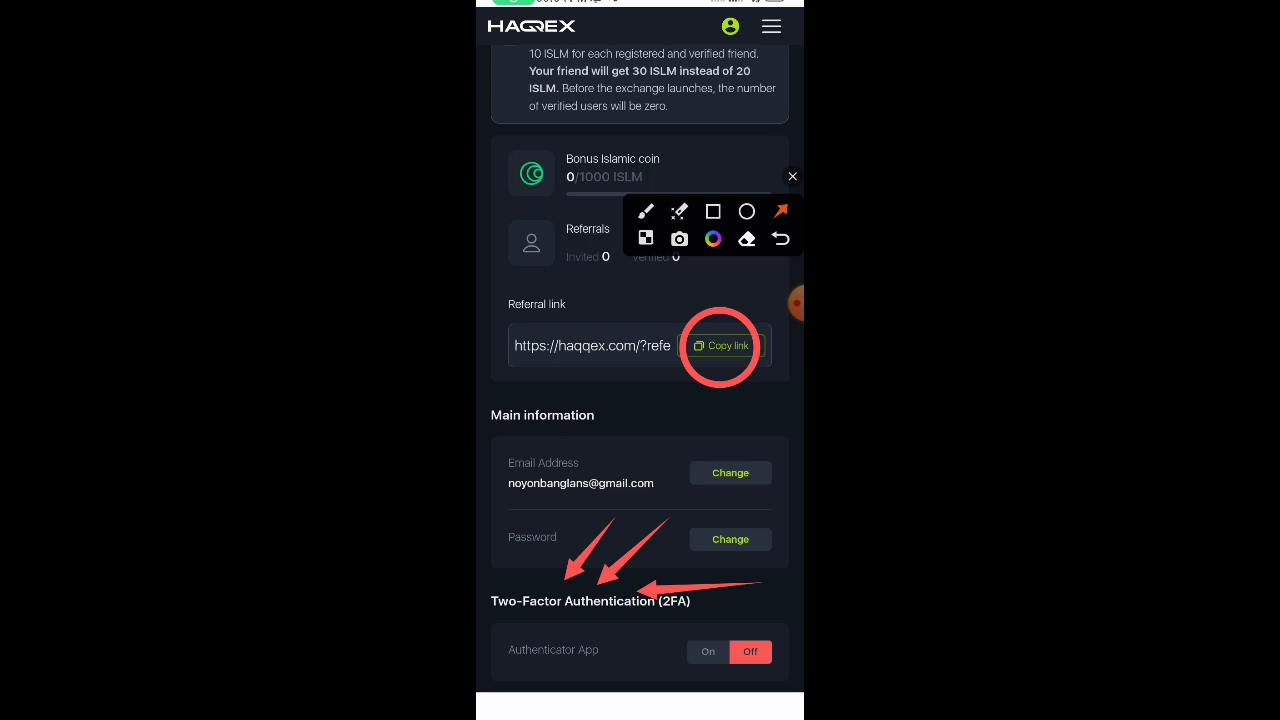 HAQQEX
10 ISLM for each registered and verified friend.
Your friend will get 30 ISLM instead of 20
ISLM. Before the exchange launches, the number
of verified users will be zero.
Bonus Islamic coin
0/1000 ISLM
Referrals
Invited 0 Verified 0
Referral link
https://haqqex.com/?refe Copy link
Main information
Email Address
noyonbanglans@gmail.com Change
Password Change
Two-Factor Authentication (2FA)
Authenticator App On Off